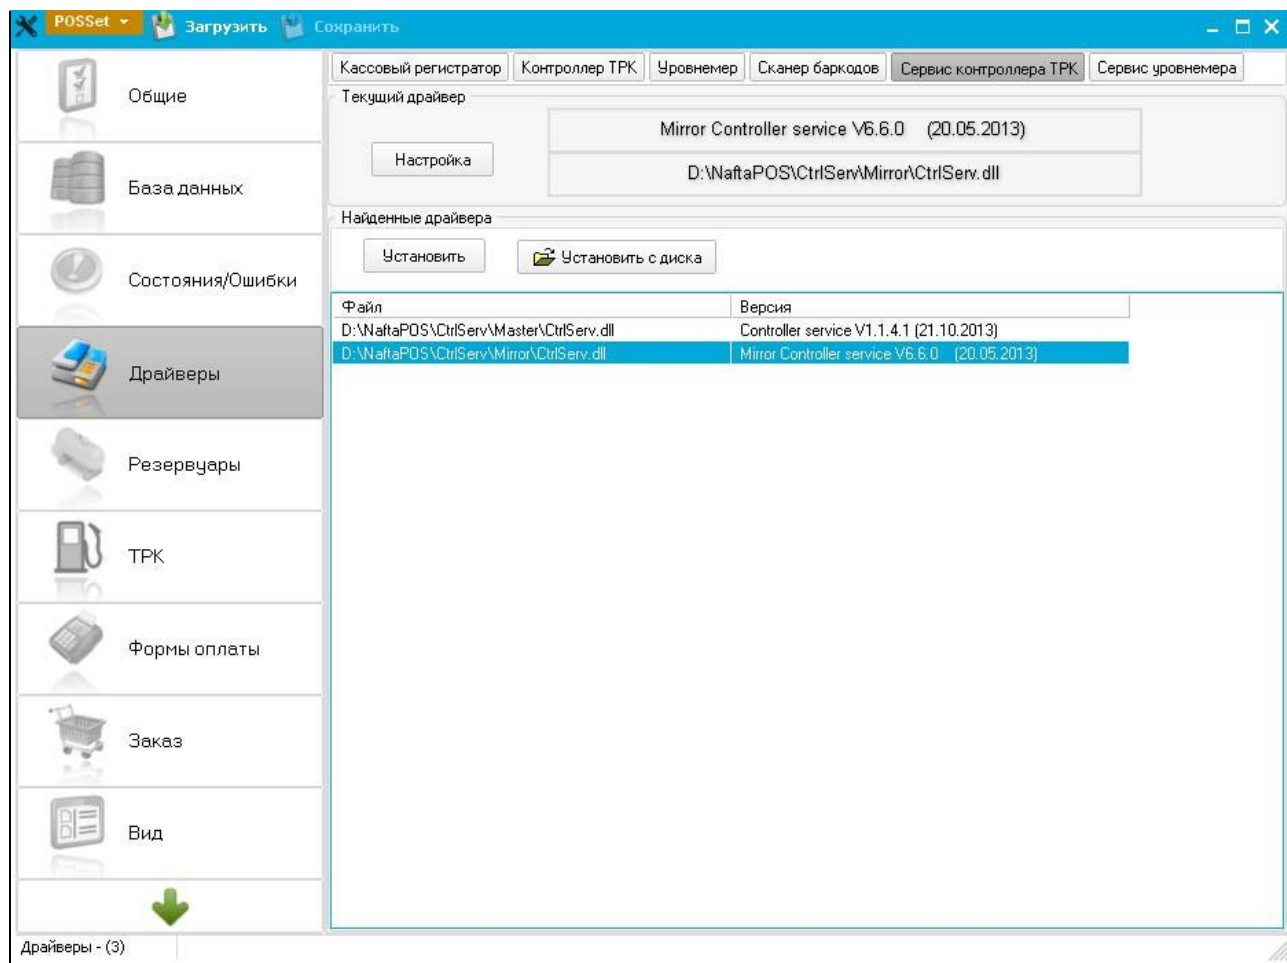 POSSet Загрузить Сохранить
Общие
База данных
Состояния/Ошибки
Драйверы
Резервуары
ТРК
Формы оплаты
Заказ
Вид
Кассовый регистратор Контроллер ТРК Уровнемер Сканер баркодов Сервис контроллера ТРК Сервис уровнемера
Текущий драйвер
Настройка
Mirror Controller service V6.6.0 (20.05.2013)
D:\NaftaPOS\CtrlServ\Mirror\CtrlServ.dll
Найденные драйвера
Установить Установить с диска
Файл Версия
D:\NaftaPOS\CtrlServ\Master\CtrlServ.dll Controller service V1.1.4.1 (21.10.2013)
D:\NaftaPOS\CtrlServ\Mirror\CtrlServ.dll Mirror Controller service V6.6.0 (20.05.2013)
Драйверы - (3)